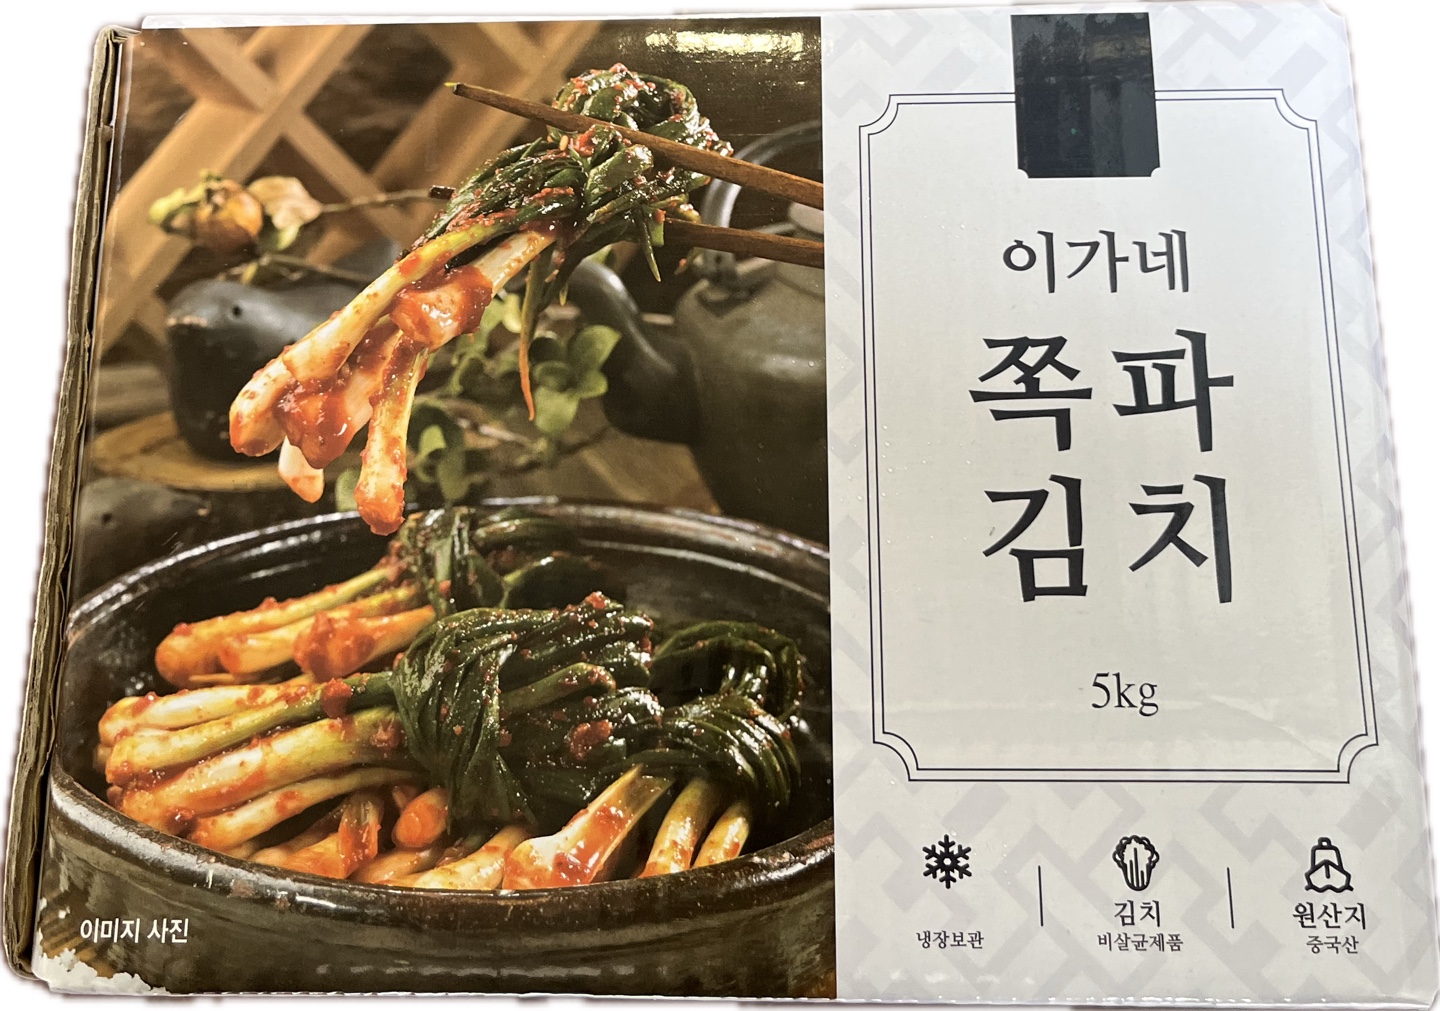 이가네
쪽파
김치
5kg
냉장보관
김치
비살균제품
원산지
중국산
이미지 사진